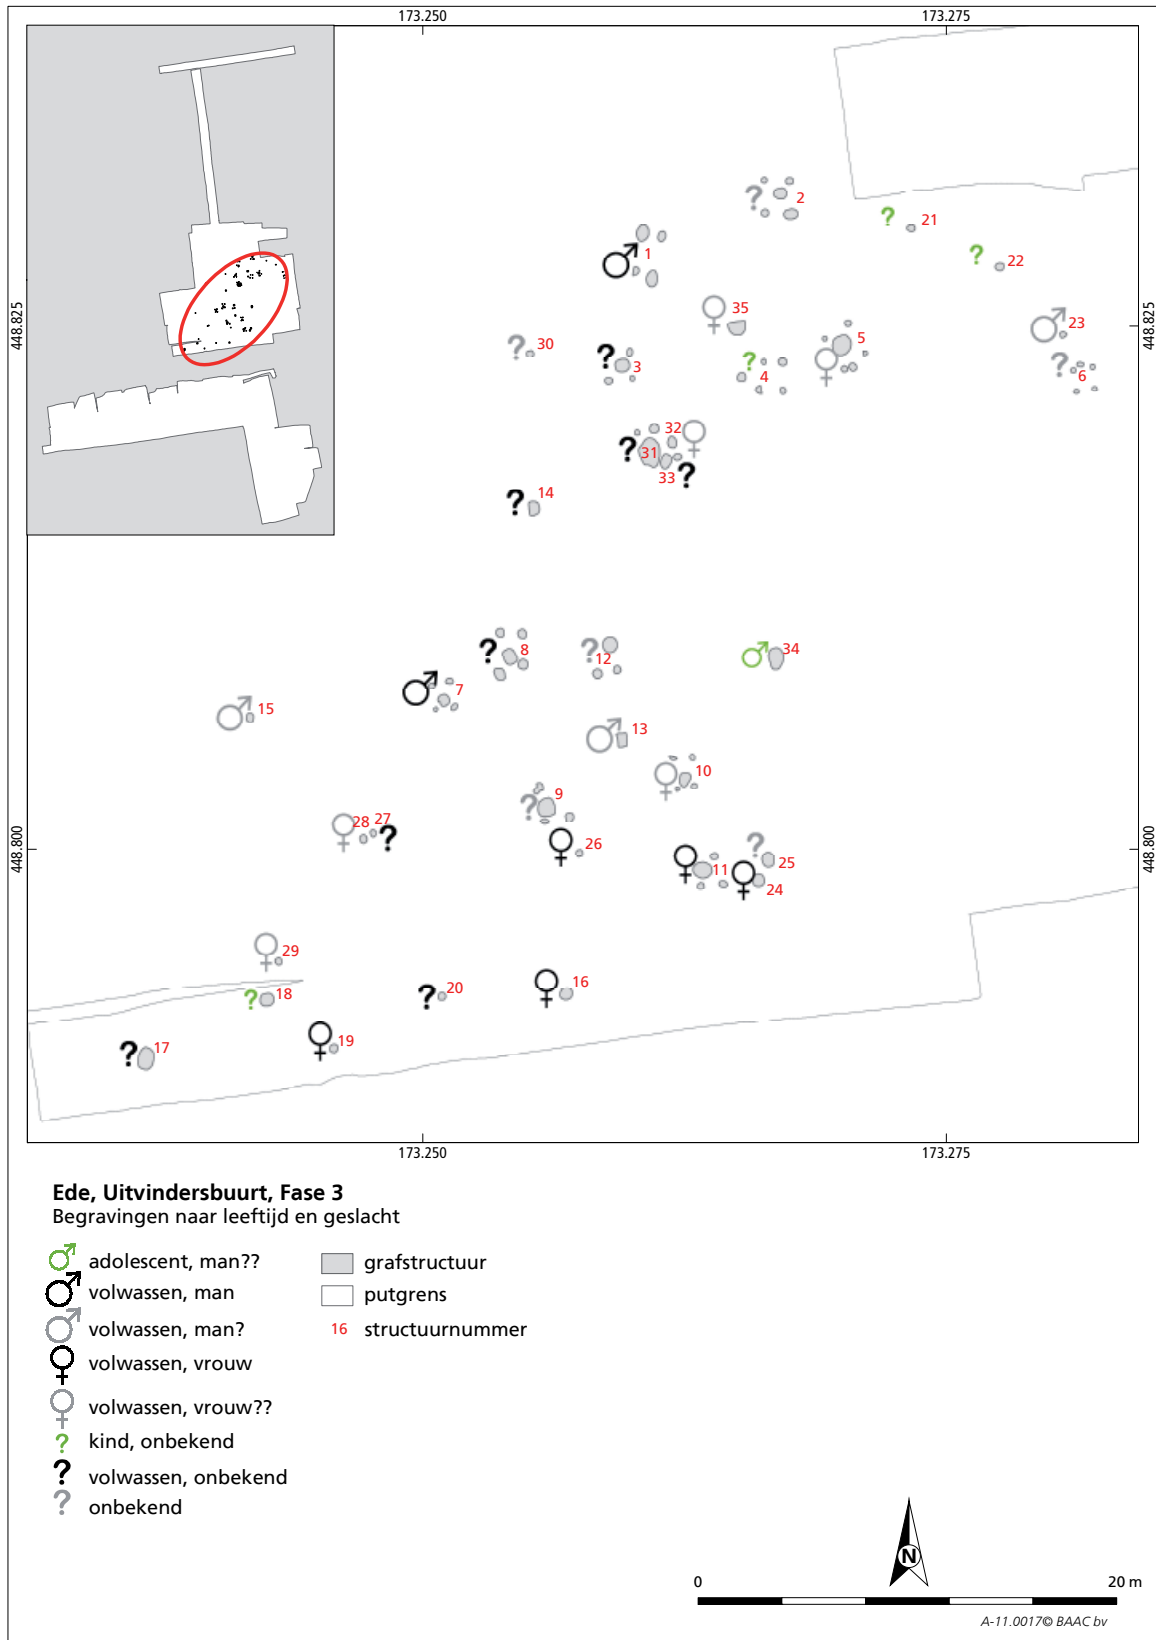 173.250
173.275
2
21
1
22
35
23
448.825
448.825
5
30
3
4
6
32
31
33
14
8
12
34
7
15
13
10
9
28
27
26
448.800
448.800
25
11
24
29
18
20
16
19
17
173.250
173.275
Ede, Uitvindersbuurt, Fase 3
Begravingen naar leeftijd en geslacht
adolescent, man??
grafstructuur
volwassen, man
putgrens
volwassen, man?
16 structuurnummer
volwassen, vrouw
volwassen, vrouw??
? kind, onbekend
? volwassen, onbekend
? onbekend
N
0
20 m
A-11.0017© BAAC bv